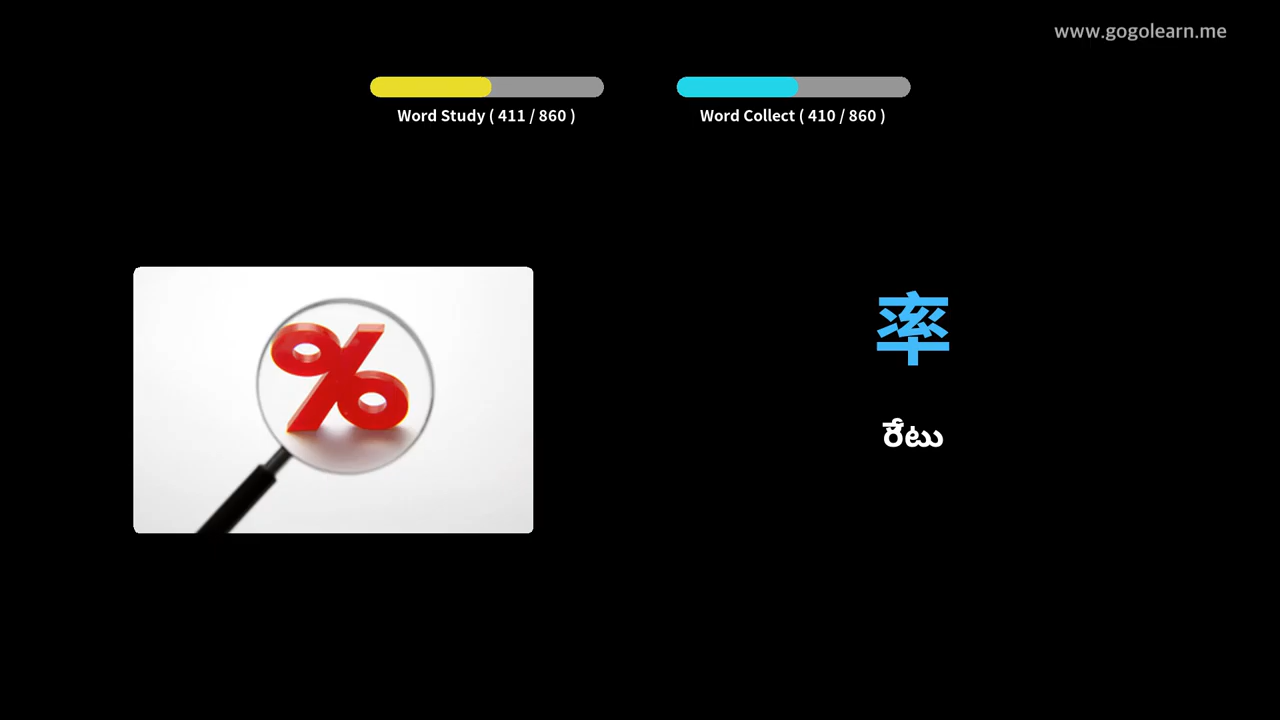 www.gogolearn.me
Word Study ( 411 / 860 )
Word Collect ( 410 / 860 )
%
率
రేటు